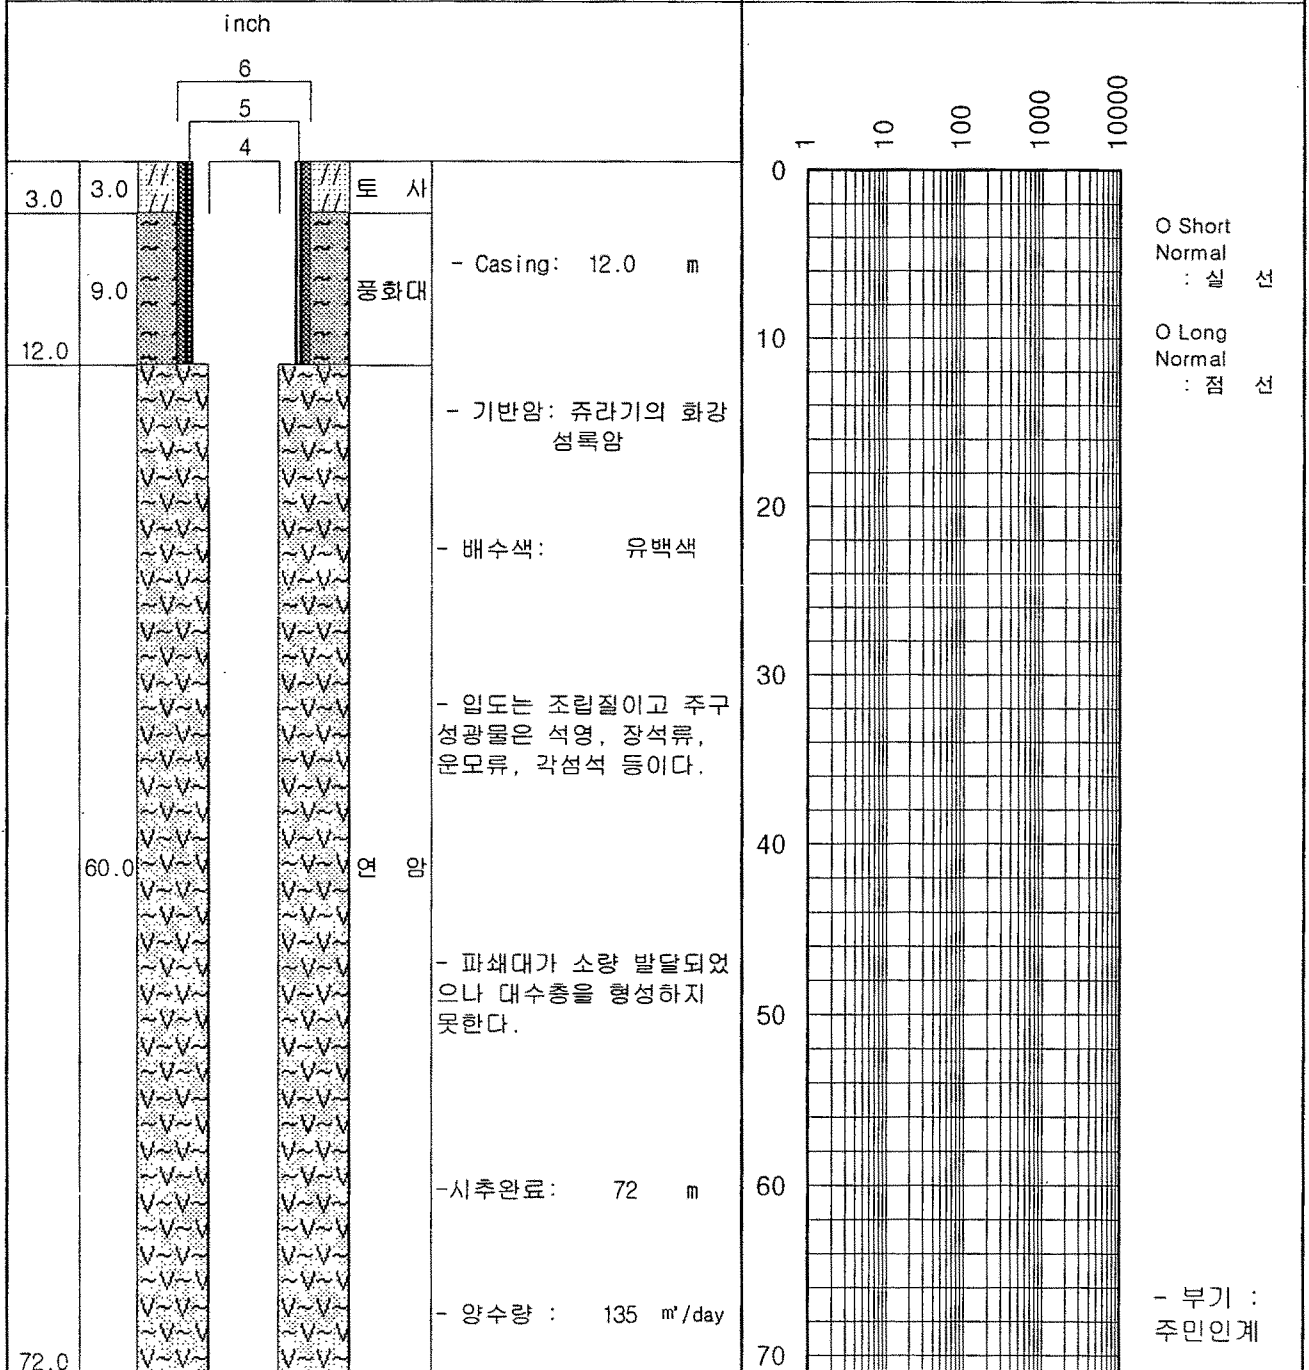 inch
6
5
4
3.0
3.0
토 사
- Casing: 12.0 m
9.0
풍화대
12.0
- 기반암: 쥬라기의 화강
섬록암
- 배수색: 유백색
- 입도는 조립질이고 주구
성광물은 석영, 장석류,
운모류, 각섬석 등이다.
60.0
연 암
- 파쇄대가 소량 발달되었
으나 대수층을 형성하지
못한다.
-시추완료: 72 m
- 양수량 : 135 ㎥/day
72.0
1
10
100
1000
10000
0
10
20
30
40
50
60
70
O Short
Normal
: 실 선
O Long
Normal
: 점 선
- 부기 :
주민인계